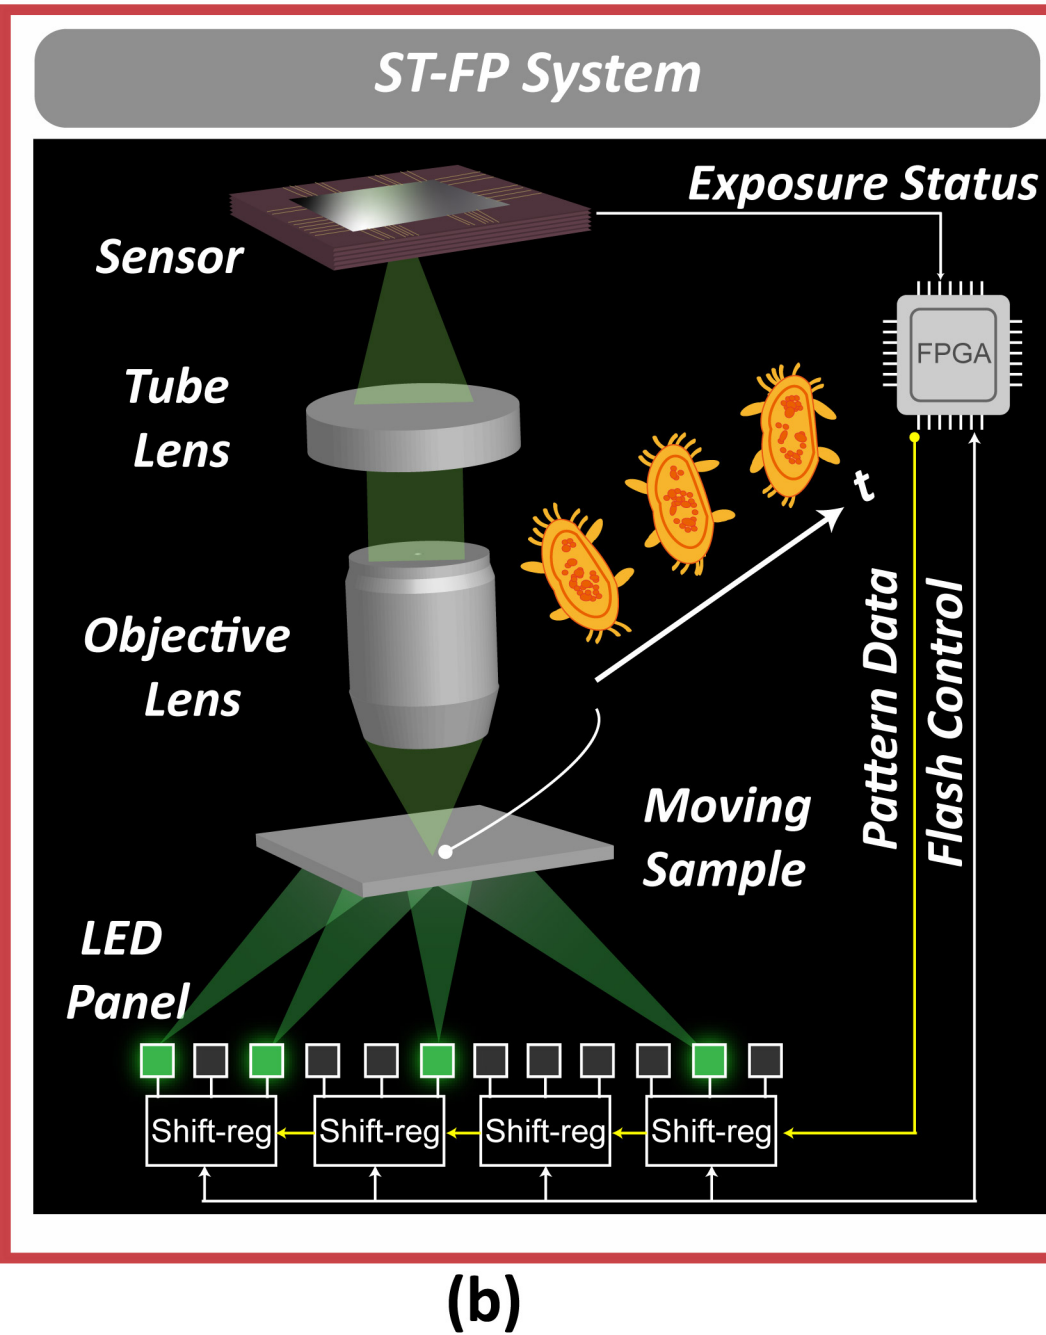 ST-FP System
Exposure Status
Sensor
FPGA
Tube
Lens
t
Objective
Lens
Pattern Data
Flash Control
Moving
Sample
LED
Panel
Shift-reg
Shift-reg
Shift-reg
Shift-reg
(b)